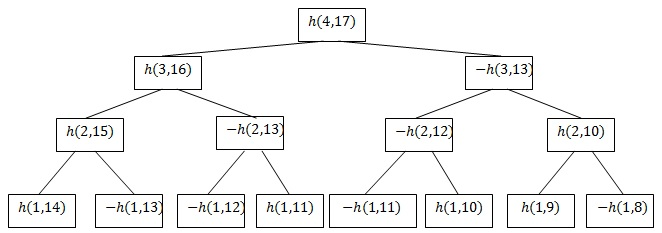 h(4,17)
h(3,16)
−h(3,13)
h(2,15)
−h(2,13)
−h(2,12)
h(2,10)
h(1,14)
−h(1,13)
−h(1,12)
h(1,11)
−h(1,11)
h(1,10)
h(1,9)
−h(1,8)